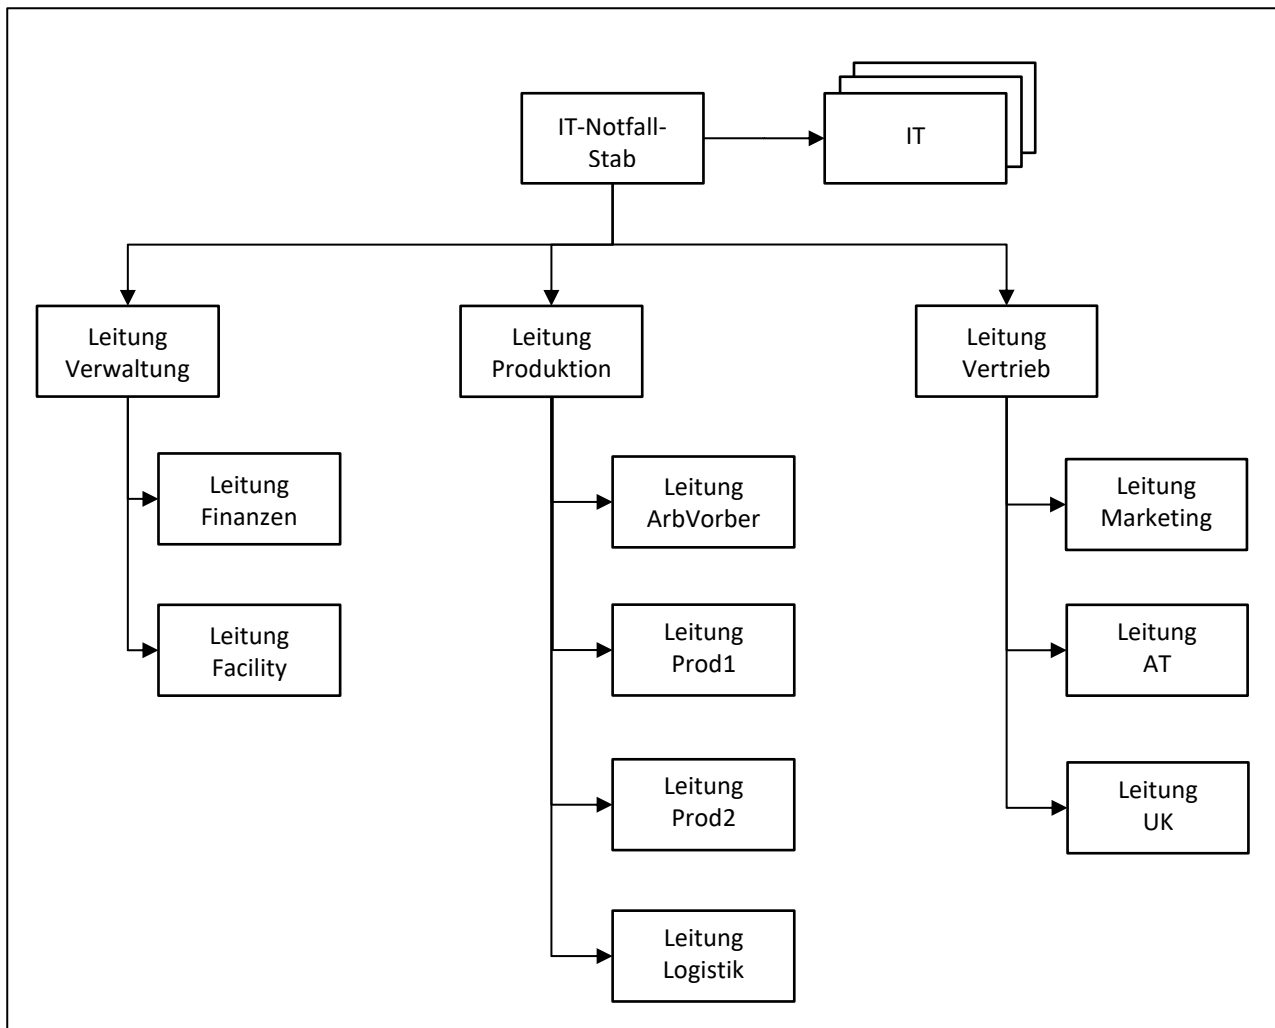 IT-Notfall-
Stab
IT
Leitung
Verwaltung
Leitung
Produktion
Leitung
Vertrieb
Leitung
Finanzen
Leitung
ArbVorber
Leitung
Marketing
Leitung
Facility
Leitung
Prod1
Leitung
AT
Leitung
Prod2
Leitung
UK
Leitung
Logistik